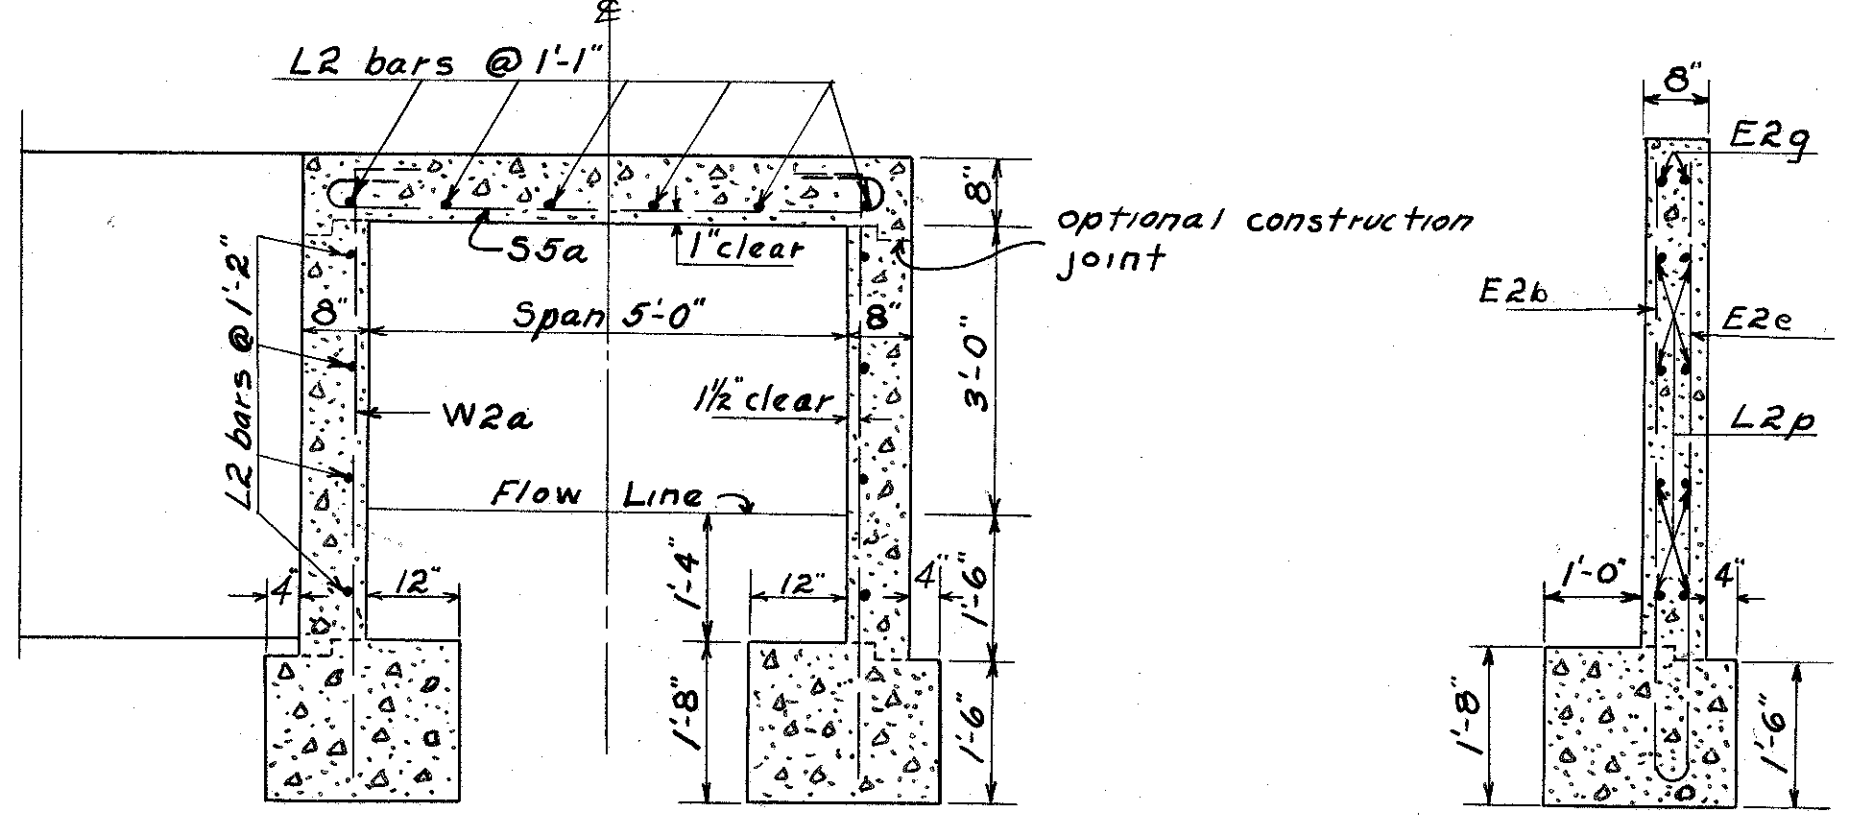 ℄
L2 bars @ 1'-1"
8"
E2g
8"
optional construction
joint
S5a
1" clear
L2 bars @ 1'-2"
8"
Span 5'-0"
8"
3'-0"
E2b
E2e
W2a
1½" clear
L2p
Flow Line
1'-4"
1'-6"
4"
12"
12"
4"
1'-0"
4"
1'-8"
1'-6"
1'-8"
1'-6"